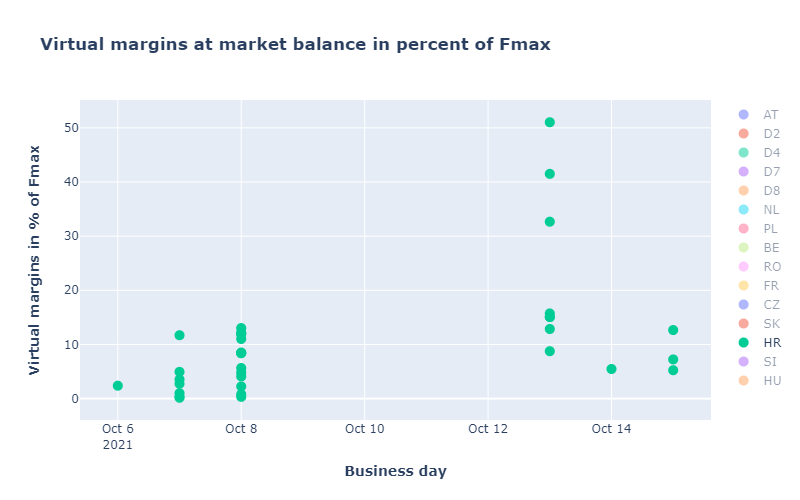 Virtual margins at market balance in percent of Fmax
Virtual margins in % of Fmax
50
40
30
20
10
0
Oct 6
2021
Oct 8
Oct 10
Oct 12
Oct 14
Business day
AT
D2
D4
D7
D8
NL
PL
BE
RO
FR
CZ
SK
HR
SI
HU